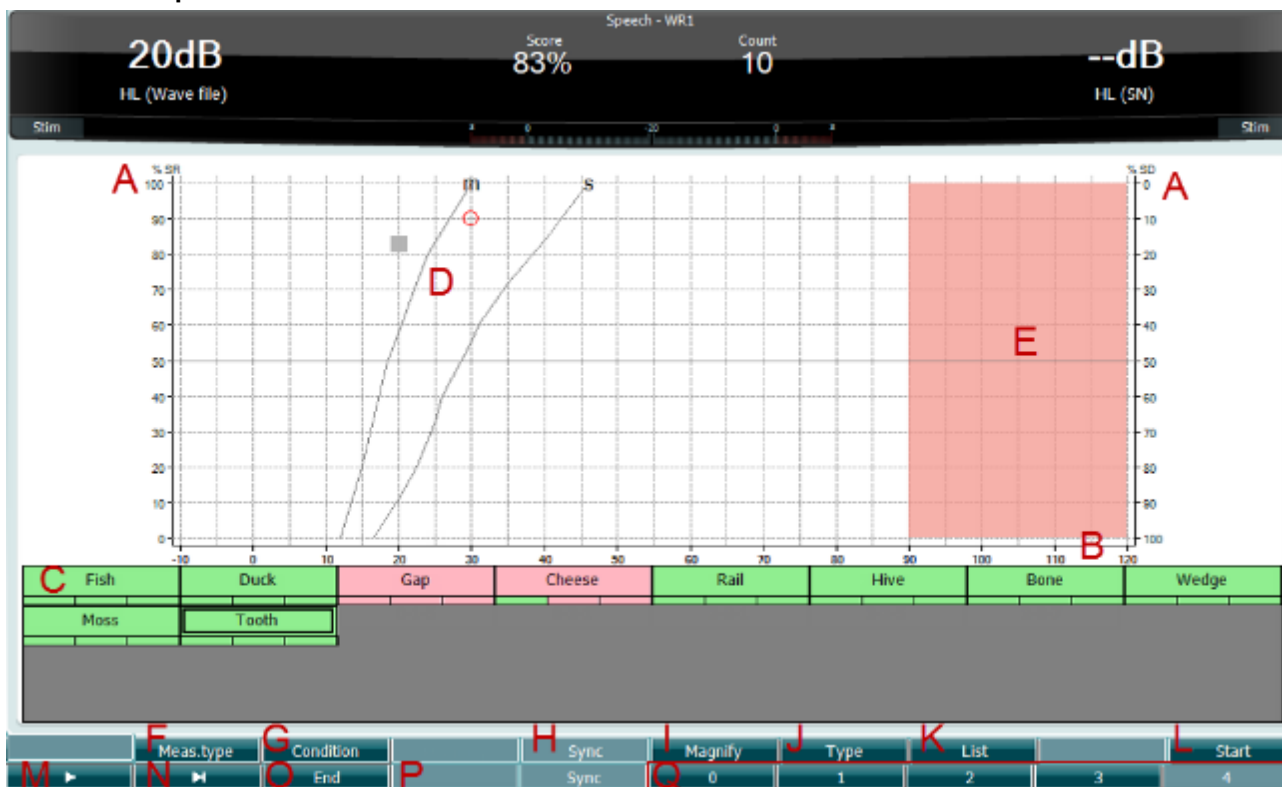 Speech - WR1
20dB Score Count --dB
83% 10
HL (Wave file) HL (SN)
Stim Stim
% SR m s % SD
A 100 0 A
90 10
80 20
D
70 30
60 40
E
50 50
40 60
30 70
20 80
10 90
0 B 100
-10 0 10 20 30 40 50 60 70 80 90 100 110 120
C Fish Duck Gap Cheese Rail Hive Bone Wedge
Moss Tooth
F Meas.type G Condition H Sync I Magnify J Type K List L Start
M N O End P Sync Q 0 1 2 3 4